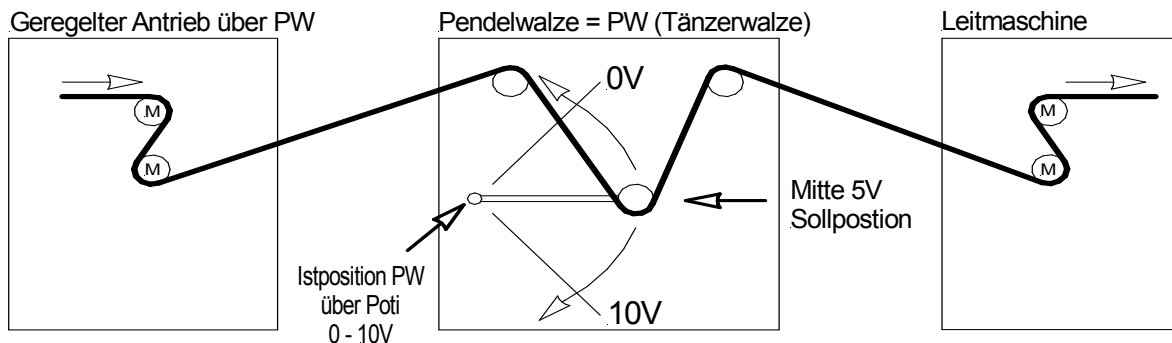 Geregelter Antrieb über PW
Pendelwalze = PW (Tänzerwalze)
Leitmaschine
0V
M
M
M
M
Mitte 5V
Sollpostion
Istposition PW
über Poti
0 - 10V
10V